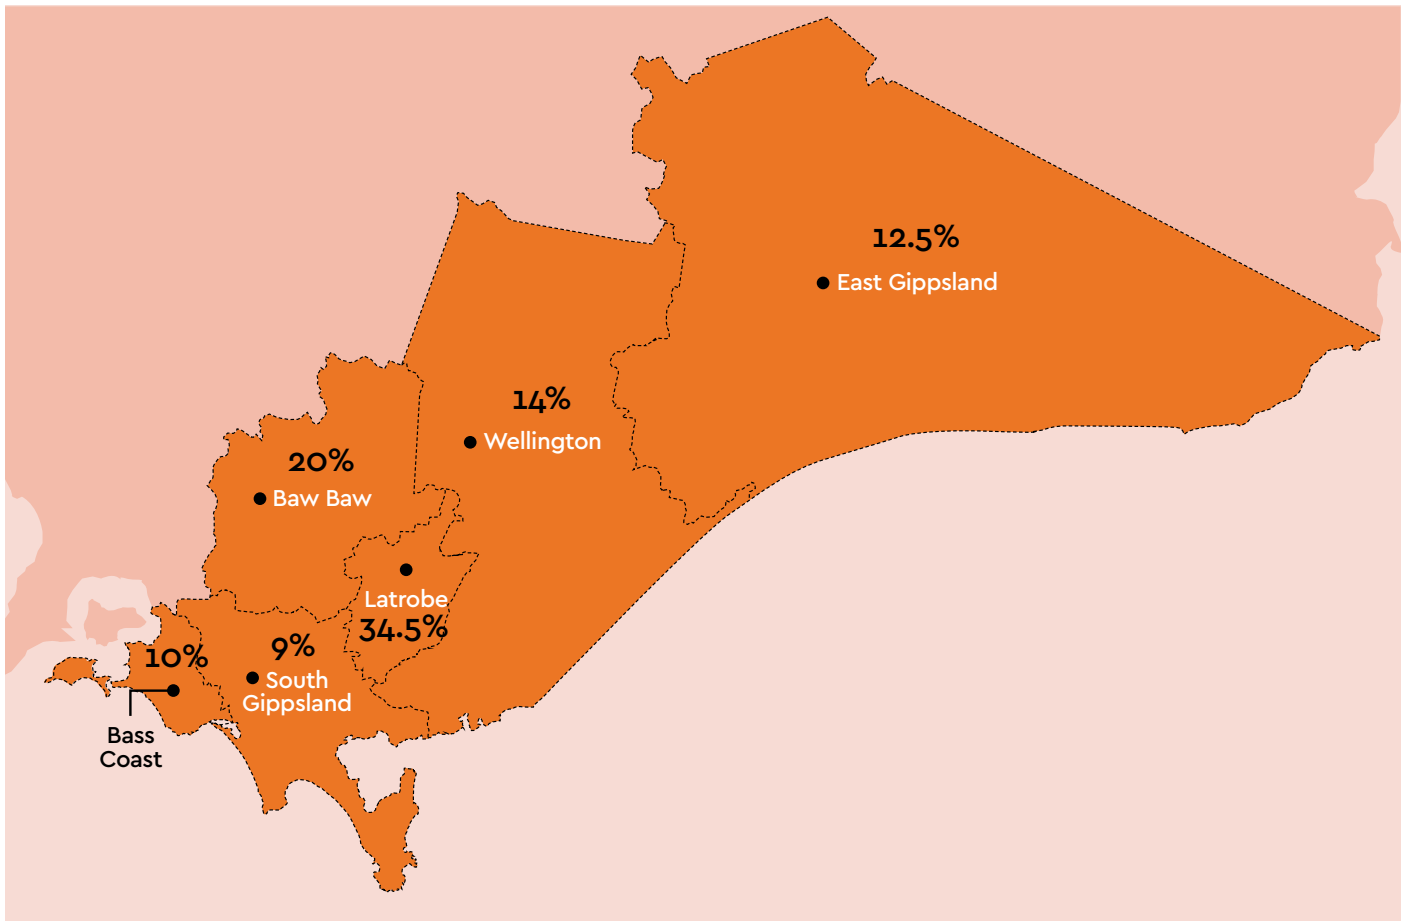 12.5%
East Gippsland
14%
Wellington
20%
Baw Baw
Latrobe
34.5%
9%
South
Gippsland
10%
Bass
Coast